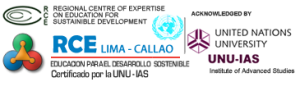 RCE
REGIONAL CENTRE OF EXPERTISE
ON EDUCATION FOR
SUSTAINIBLE DEVELOPMENT
RCE LIMA - CALLAO
EDUCACION PARA EL DESARROLLO SOSTENIBLE
Certificado por la UNU - IAS
ACKNOWLEDGED BY
UNITED NATIONS
UNIVERSITY
UNU-IAS
Institute of Advanced Studies